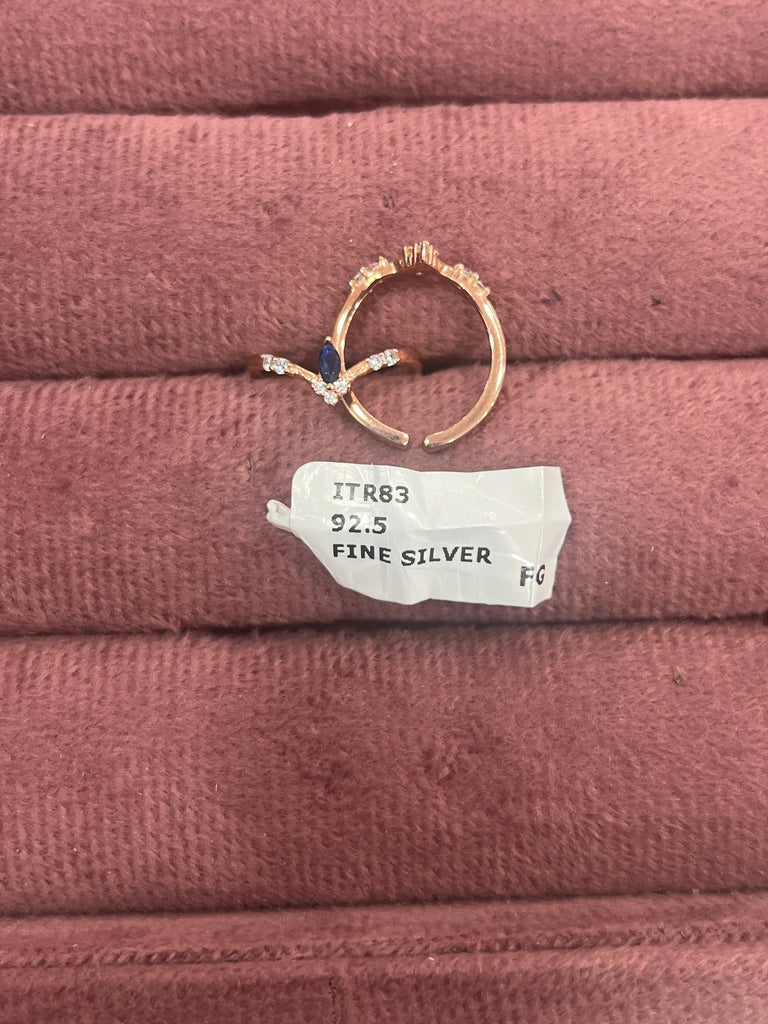 ITR83
92.5
FINE SILVER
FG